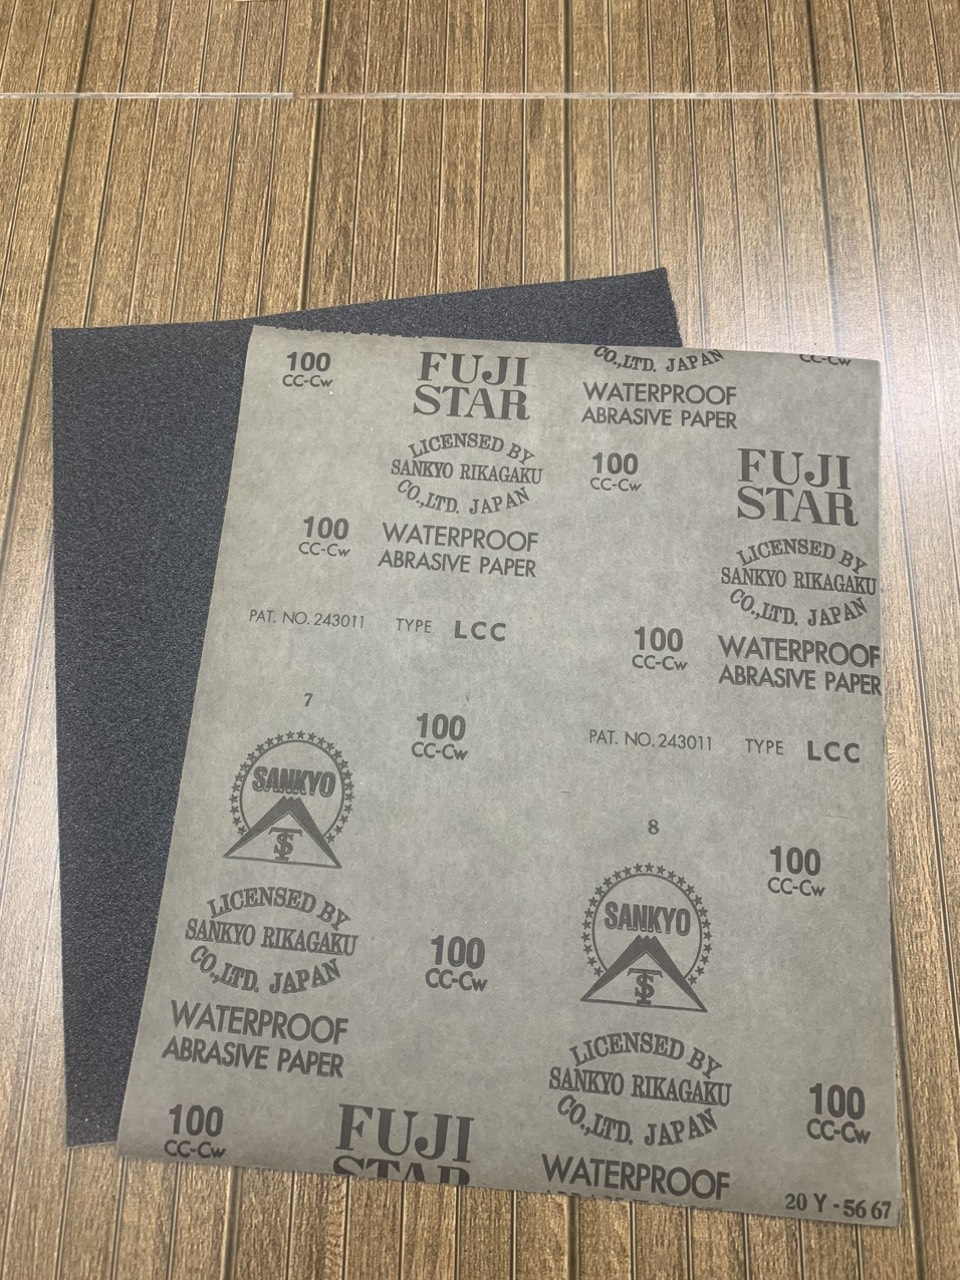 100
CC-Cw
FUJI
STAR
LICENSED BY
SANKYO RIKAGAKU
CO.,LTD. JAPAN
100
CC-Cw
WATERPROOF
ABRASIVE PAPER
PAT. NO. 243011 TYPE LCC
7
SANKYO
100
CC-Cw
LICENSED BY
SANKYO RIKAGAKU
CO.,LTD. JAPAN
100
CC-Cw
WATERPROOF
ABRASIVE PAPER
100
CC-Cw
FUJI
STAR
CO.,LTD. JAPAN
CC-Cw
WATERPROOF
ABRASIVE PAPER
100
CC-Cw
FUJI
STAR
LICENSED BY
SANKYO RIKAGAKU
CO.,LTD. JAPAN
100
CC-Cw
WATERPROOF
ABRASIVE PAPER
PAT. NO. 243011 TYPE LCC
8
SANKYO
100
CC-Cw
LICENSED BY
SANKYO RIKAGAKU
CO.,LTD. JAPAN
100
CC-Cw
WATERPROOF
20 Y - 56 67